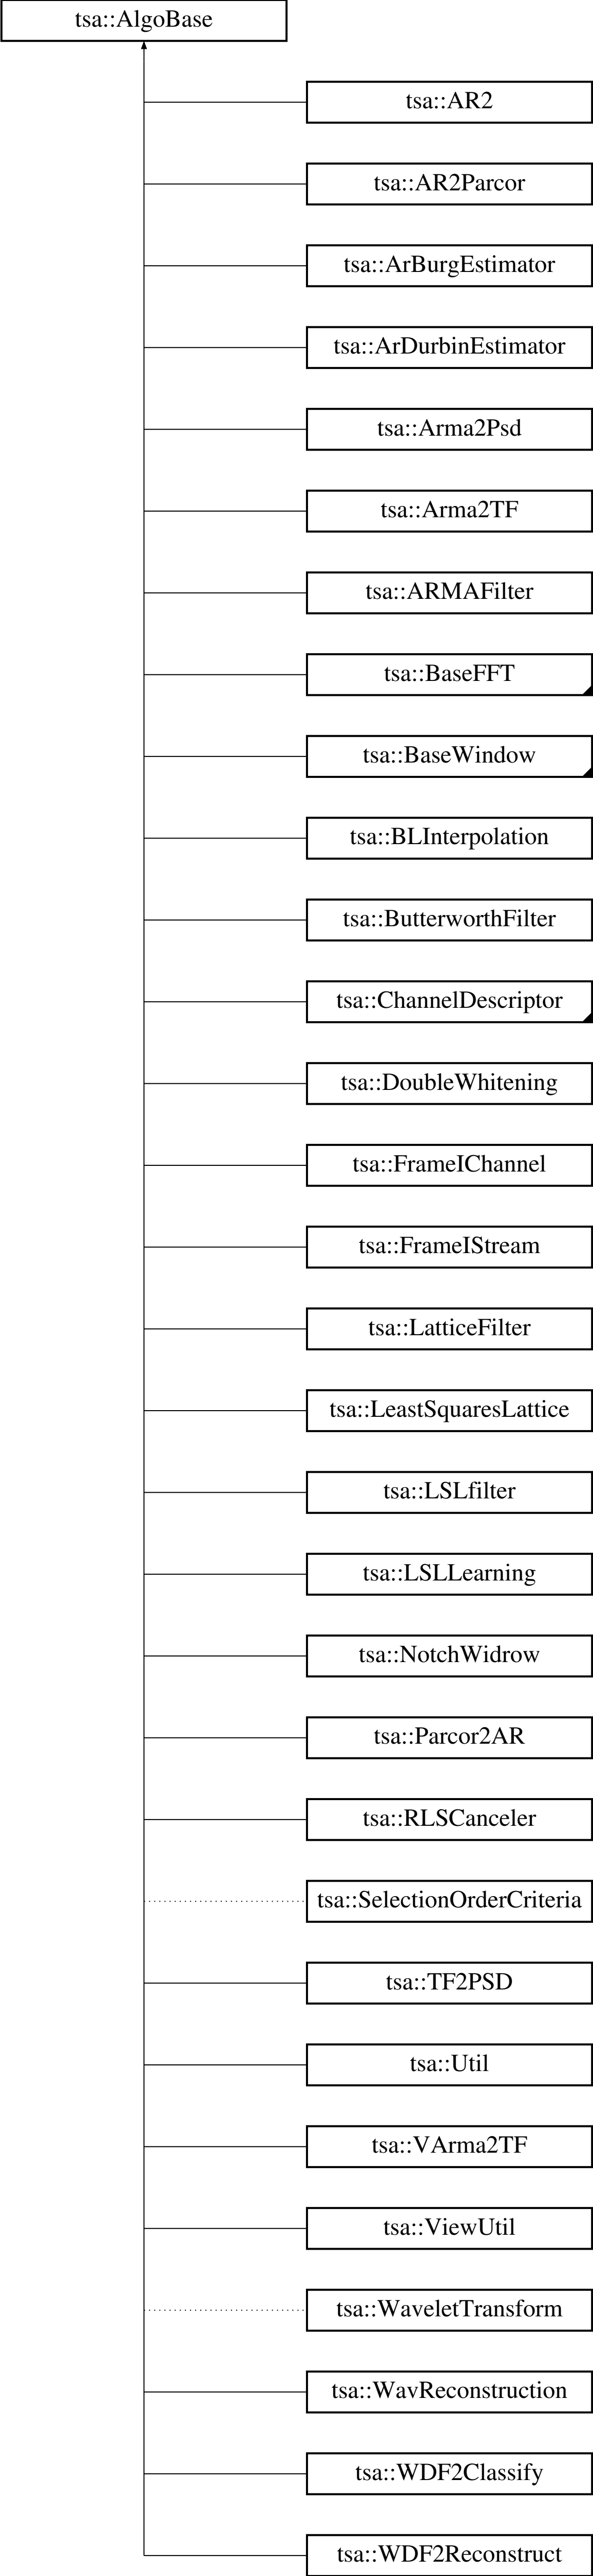 tsa::AlgoBase
tsa::AR2
tsa::AR2Parcor
tsa::ArBurgEstimator
tsa::ArDurbinEstimator
tsa::Arma2Psd
tsa::Arma2TF
tsa::ARMAFilter
tsa::BaseFFT
tsa::BaseWindow
tsa::BLInterpolation
tsa::ButterworthFilter
tsa::ChannelDescriptor
tsa::DoubleWhitening
tsa::FrameIChannel
tsa::FrameIStream
tsa::LatticeFilter
tsa::LeastSquaresLattice
tsa::LSLfilter
tsa::LSLLearning
tsa::NotchWidrow
tsa::Parcor2AR
tsa::RLSCanceler
tsa::SelectionOrderCriteria
tsa::TF2PSD
tsa::Util
tsa::VArma2TF
tsa::ViewUtil
tsa::WaveletTransform
tsa::WavReconstruction
tsa::WDF2Classify
tsa::WDF2Reconstruct